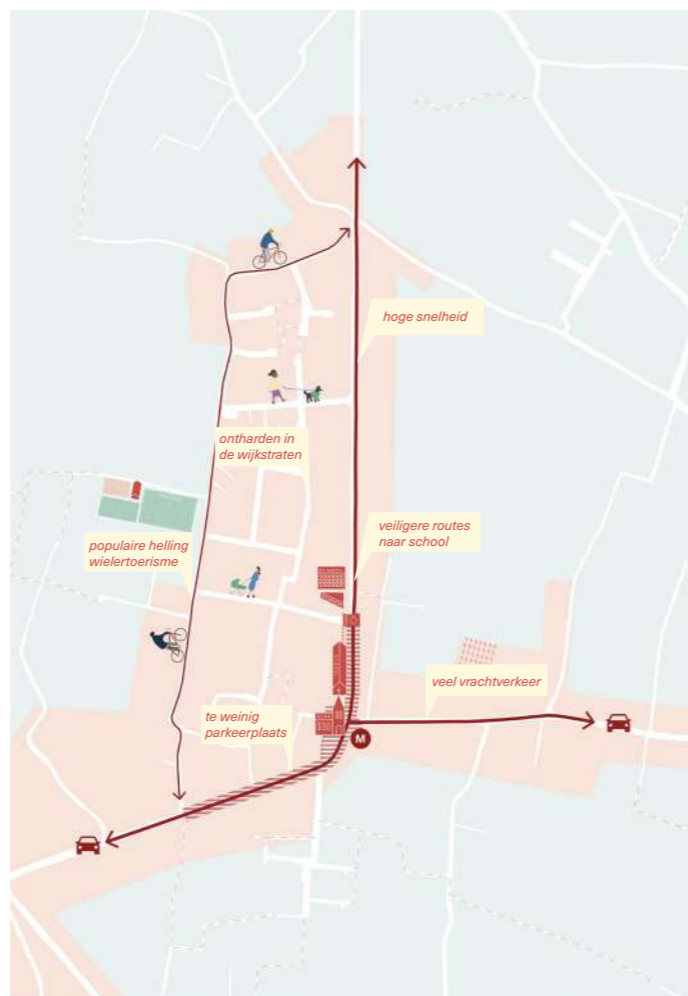 hoge snelheid
ontharden in
de wijkstraten
veiligere routes
naar school
populaire helling
wielertoerisme
veel vrachtverkeer
te weinig
parkeerplaats
M